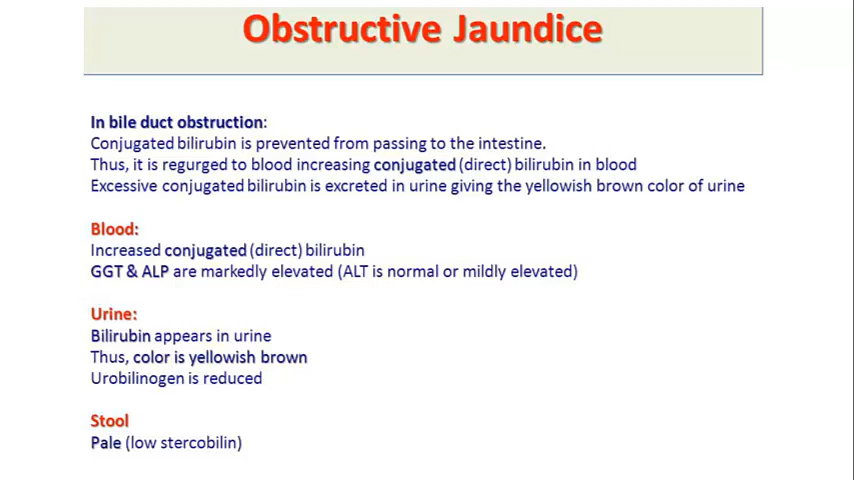 Obstructive Jaundice
In bile duct obstruction:
Conjugated bilirubin is prevented from passing to the intestine.
Thus, it is regurged to blood increasing conjugated (direct) bilirubin in blood
Excessive conjugated bilirubin is excreted in urine giving the yellowish brown color of urine
Blood:
Increased conjugated (direct) bilirubin
GGT & ALP are markedly elevated (ALT is normal or mildly elevated)
Urine:
Bilirubin appears in urine
Thus, color is yellowish brown
Urobilinogen is reduced
Stool
Pale (low stercobilin)